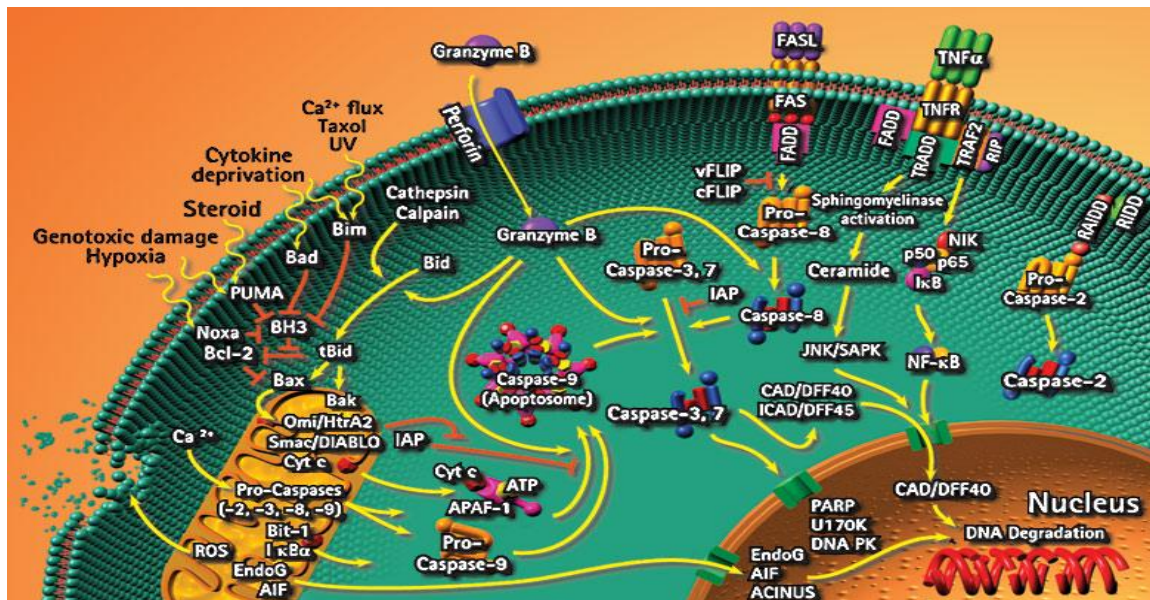 Granzyme B
Perforin
FASL
FAS
FADD
TNFα
TNFR
FADD
TRADD
TRAF2
RIP
Ca²⁺ flux
Taxol
UV
Cytokine
deprivation
Steroid
Genotoxic damage
Hypoxia
Cathepsin
Calpain
Bim
Bad
Bid
PUMA
Noxa
BH3
Bcl-2
tBid
Bax
Bak
Granzyme B
vFLIP
cFLIP
Pro-
Caspase-8
Sphingomyelinase
activation
Ceramide
NIK
p50
p65
IκB
RAIDD
RIDD
Pro-
Caspase-2
Caspase-2
Pro-
Caspase-3, 7
IAP
Caspase-8
JNK/SAPK
NF-κB
Caspase-9
(Apoptosome)
Caspase-3, 7
CAD/DFF40
ICAD/DFF45
Omi/HtrA2
Smac/DIABLO
IAP
Cyt c
Ca ²⁺
Pro-Caspases
(-2, -3, -8, -9)
Bit-1
IκBα
ROS
EndoG
AIF
Cyt c
ATP
APAF-1
Pro-
Caspase-9
PARP
U170K
DNA PK
CAD/DFF40
Nucleus
DNA Degradation
EndoG
AIF
ACINUS